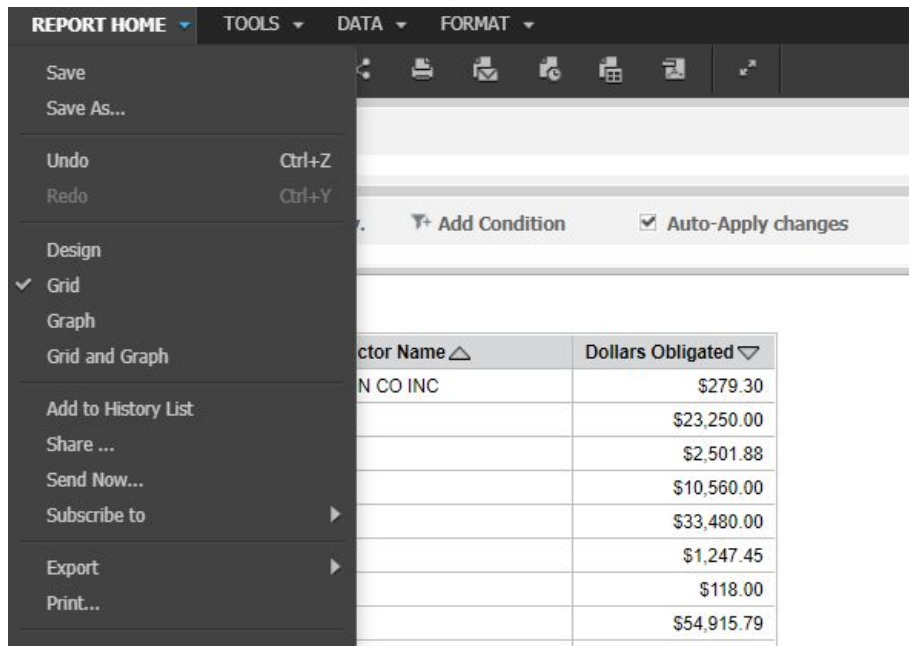 REPORT HOME TOOLS DATA FORMAT
Save
Save As...
Undo Ctrl+Z
Redo Ctrl+Y
Add Condition Auto-Apply changes
Design
Grid
Graph
Grid and Graph
Add to History List
Share ...
Send Now...
Subscribe to
Export
Print...
ctor Name Dollars Obligated
N CO INC $279.30
$23,250.00
$2,501.88
$10,560.00
$33,480.00
$1,247.45
$118.00
$54,915.79